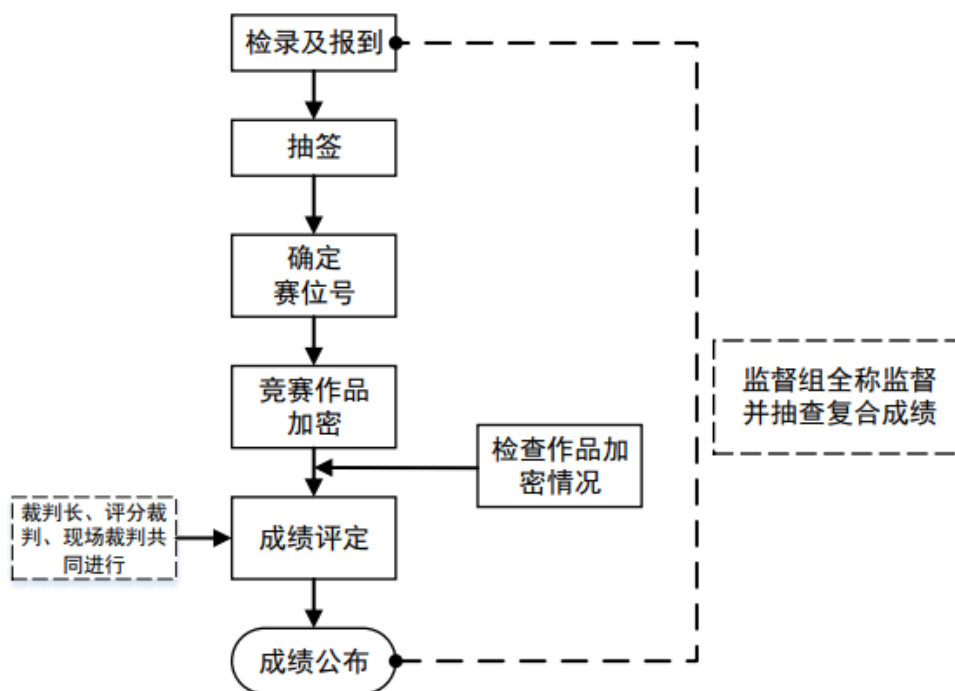 检录及报到
抽签
确定
赛位号
竞赛作品
加密
检查作品加
密情况
监督组全称监督
并抽查复合成绩
裁判长、评分裁
判、现场裁判共
同进行
成绩评定
成绩公布